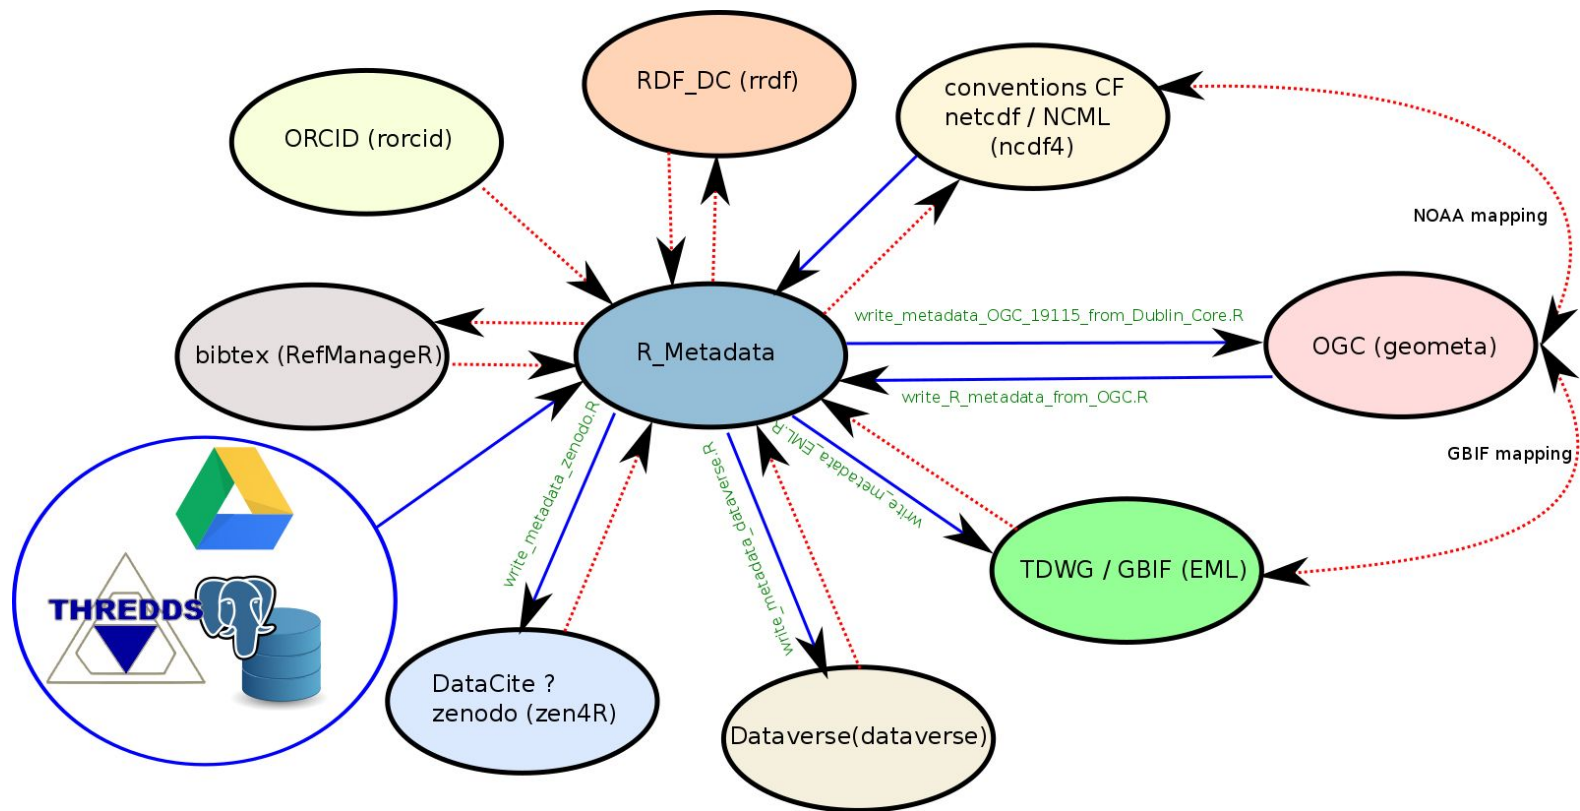 RDF_DC (rrdf)
conventions CF
netcdf / NCML
(ncdf4)
ORCID (rorcid)
NOAA mapping
write_metadata_OGC_19115_from_Dublin_Core.R
bibtex (RefManageR)
R_Metadata
OGC (geometa)
write_R_metadata_from_OGC.R
write_metadata_zenodo.R
write_metadata_dataverse.R
write_metadata_EML.R
GBIF mapping
THREDDS
TDWG / GBIF (EML)
DataCite ?
zenodo (zen4R)
Dataverse(dataverse)